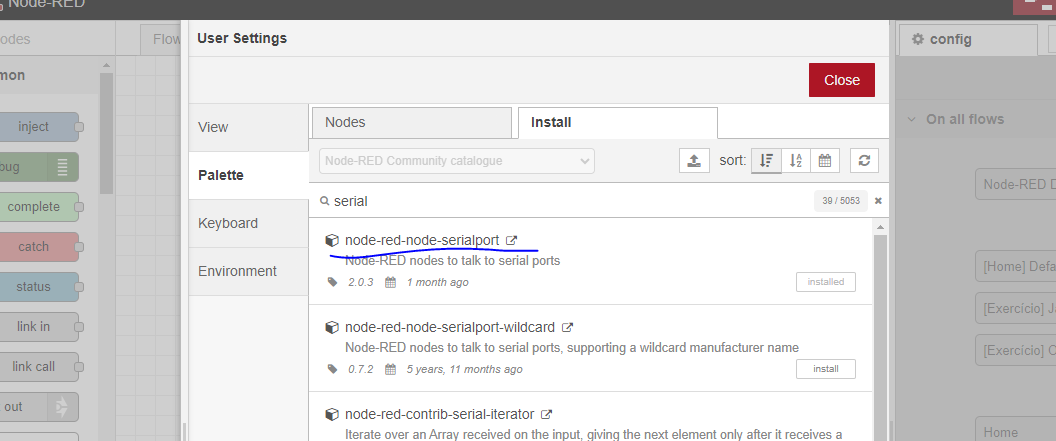 Node-RED
odes
Flow
User Settings
config
mon
Close
inject
View
Nodes
Install
On all flows
bug
Node-RED Community catalogue
sort:
Palette
Node-RED D
complete
serial
39 / 5053
Keyboard
catch
node-red-node-serialport
Node-RED nodes to talk to serial ports
[Home] Defa
Environment
status
2.0.3
1 month ago
installed
[Exercício] J
link in
node-red-node-serialport-wildcard
Node-RED nodes to talk to serial ports, supporting a wildcard manufacturer name
[Exercício] C
link call
0.7.2
5 years, 11 months ago
install
out
node-red-contrib-serial-iterator
Iterate over an Array received on the input, giving the next element only after it receives a
Home